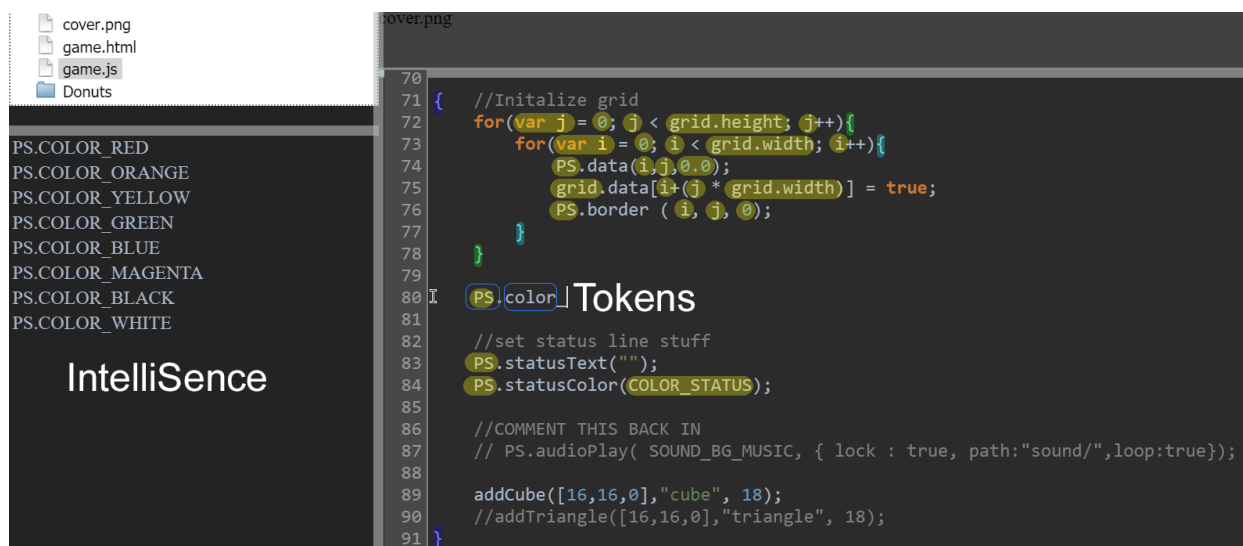 cover.png
game.html
game.js
Donuts
PS.COLOR_RED
PS.COLOR_ORANGE
PS.COLOR_YELLOW
PS.COLOR_GREEN
PS.COLOR_BLUE
PS.COLOR_MAGENTA
PS.COLOR_BLACK
PS.COLOR_WHITE
IntelliSence
cover.png
70
71 { //Initalize grid
72 for(var j = 0; j < grid.height; j++){
73 for(var i = 0; i < grid.width; i++){
74 PS.data(i,j,0.0);
75 grid.data[i+(j * grid.width)] = true;
76 PS.border ( i, j, 0);
77 }
78 }
79
80 PS.color_ Tokens
81
82 //set status line stuff
83 PS.statusText("");
84 PS.statusColor(COLOR_STATUS);
85
86 //COMMENT THIS BACK IN
87 // PS.audioPlay( SOUND_BG_MUSIC, { lock : true, path:"sound/",loop:true});
88
89 addCube([16,16,0],"cube", 18);
90 //addTriangle([16,16,0],"triangle", 18);
91 }